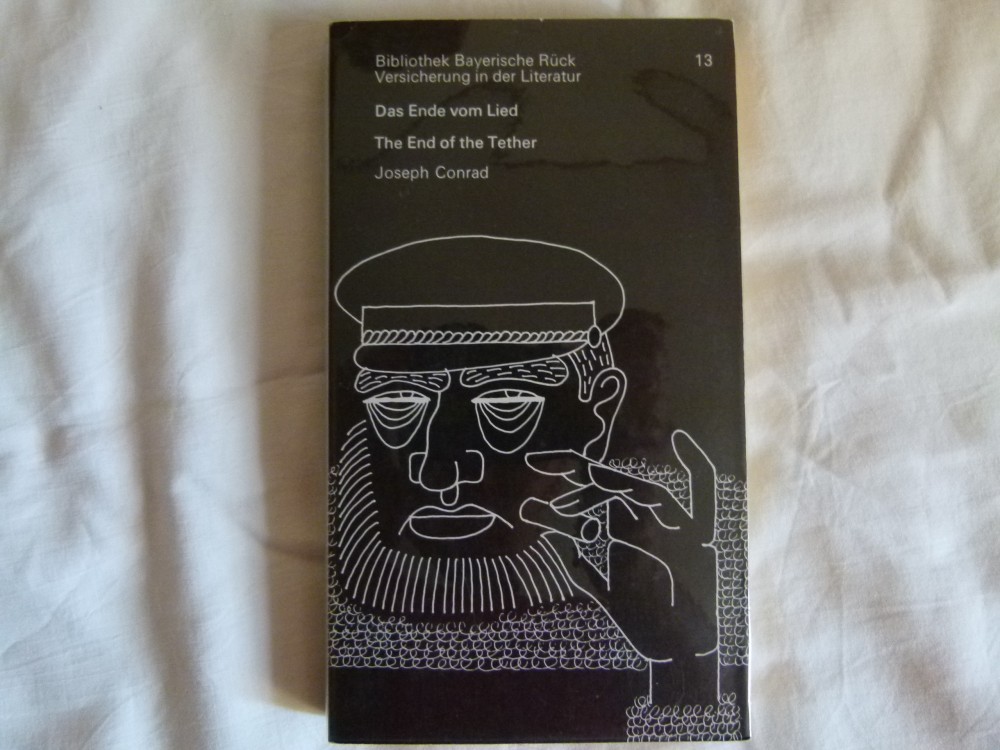 Bibliothek Bayerische Rück 13
Versicherung in der Literatur
Das Ende vom Lied
The End of the Tether
Joseph Conrad